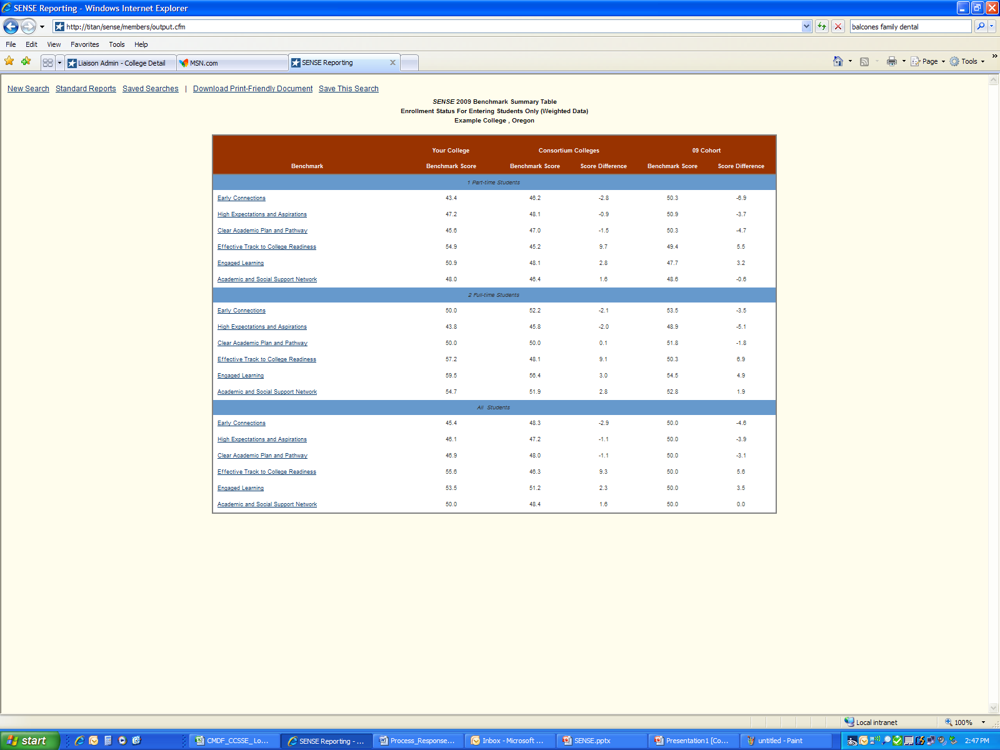 SENSE Reporting - Windows Internet Explorer
http://titan/sense/members/output.cfm
balcones family dental
File Edit View Favorites Tools Help
Liaison Admin - College Detail MSN.com SENSE Reporting X Page Tools »
New Search Standard Reports Saved Searches | Download Print-Friendly Document Save This Search
SENSE 2009 Benchmark Summary Table
Enrollment Status For Entering Students Only (Weighted Data)
Example College , Oregon
Your College Consortium Colleges 09 Cohort
Benchmark Benchmark Score Benchmark Score Score Difference Benchmark Score Score Difference
1 Part-time Students
Early Connections 43.4 46.2 -2.8 50.3 -6.9
High Expectations and Aspirations 47.2 48.1 -0.9 50.9 -3.7
Clear Academic Plan and Pathway 45.6 47.0 -1.5 50.3 -4.7
Effective Track to College Readiness 54.9 45.2 9.7 49.4 5.5
Engaged Learning 50.9 48.1 2.8 47.7 3.2
Academic and Social Support Network 48.0 46.4 1.6 48.6 -0.6
2 Full-time Students
Early Connections 50.0 52.2 -2.1 53.5 -3.5
High Expectations and Aspirations 43.8 45.8 -2.0 48.9 -5.1
Clear Academic Plan and Pathway 50.0 50.0 0.1 51.8 -1.8
Effective Track to College Readiness 57.2 48.1 9.1 50.3 6.9
Engaged Learning 59.5 56.4 3.0 54.5 4.9
Academic and Social Support Network 54.7 51.9 2.8 52.8 1.9
All Students
Early Connections 45.4 48.3 -2.9 50.0 -4.6
High Expectations and Aspirations 46.1 47.2 -1.1 50.0 -3.9
Clear Academic Plan and Pathway 46.9 48.0 -1.1 50.0 -3.1
Effective Track to College Readiness 55.6 46.3 9.3 50.0 5.6
Engaged Learning 53.5 51.2 2.3 50.0 3.5
Academic and Social Support Network 50.0 48.4 1.6 50.0 0.0
Local intranet 100%
start CMDF_CCSSE_Lo... SENSE Reporting - ... Process_Response... Inbox - Microsoft ... SENSE.pptx Presentation1 [Co... untitled - Paint 2:47 PM